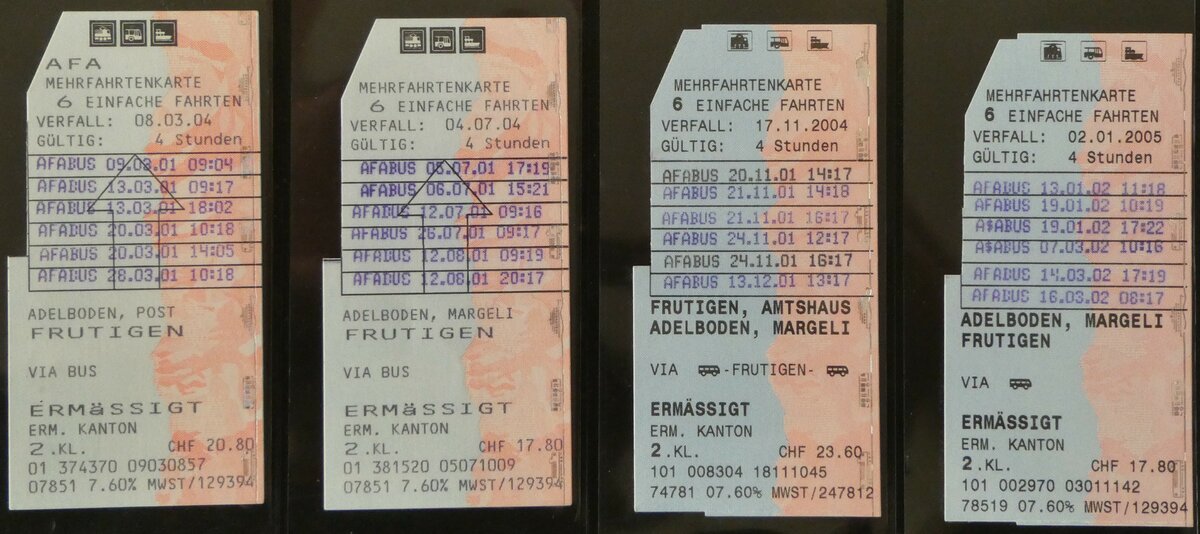 AFA
MEHRFAHRTENKARTE
6 EINFACHE FAHRTEN
VERFALL: 08.03.04
GÜLTIG: 4 Stunden
AFABUS 09.03.01 09:04
AFABUS 13.03.01 09:17
AFABUS 13.03.01 18:02
AFABUS 20.03.01 10:18
AFABUS 20.03.01 14:05
AFABUS 28.03.01 10:18
ADELBODEN, POST
FRUTIGEN
VIA BUS
ERMÄSSIGT
ERM. KANTON
2.KL. CHF 20.80
01 374370 09030857
07851 7.60% MWST/129394
MEHRFAHRTENKARTE
6 EINFACHE FAHRTEN
VERFALL: 04.07.04
GÜLTIG: 4 Stunden
AFABUS 05.07.01 17:19
AFABUS 06.07.01 15:21
AFABUS 12.07.01 09:16
AFABUS 26.07.01 09:17
AFABUS 12.08.01 09:19
AFABUS 12.08.01 20:17
ADELBODEN, MARGELI
FRUTIGEN
VIA BUS
ERMÄSSIGT
ERM. KANTON
2.KL. CHF 17.80
01 381520 05071009
07851 7.60% MWST/129394
MEHRFAHRTENKARTE
6 EINFACHE FAHRTEN
VERFALL: 17.11.2004
GÜLTIG: 4 Stunden
AFABUS 20.11.01 14:17
AFABUS 21.11.01 14:18
AFABUS 21.11.01 16:17
AFABUS 24.11.01 12:17
AFABUS 24.11.01 16:17
AFABUS 13.12.01 13:17
FRUTIGEN, AMTSHAUS
ADELBODEN, MARGELI
VIA -FRUTIGEN-
ERMÄSSIGT
ERM. KANTON
2.KL. CHF 23.60
101 008304 18111045
74781 07.60% MWST/247812
MEHRFAHRTENKARTE
6 EINFACHE FAHRTEN
VERFALL: 02.01.2005
GÜLTIG: 4 Stunden
AFABUS 13.01.02 11:18
AFABUS 19.01.02 10:19
AFABUS 19.01.02 17:22
A$ABUS 07.03.02 10:16
AFABUS 14.03.02 17:19
AFABUS 16.03.02 08:17
ADELBODEN, MARGELI
FRUTIGEN
VIA
ERMÄSSIGT
ERM. KANTON
2.KL. CHF 17.80
101 002970 03011142
78519 07.60% MWST/129394